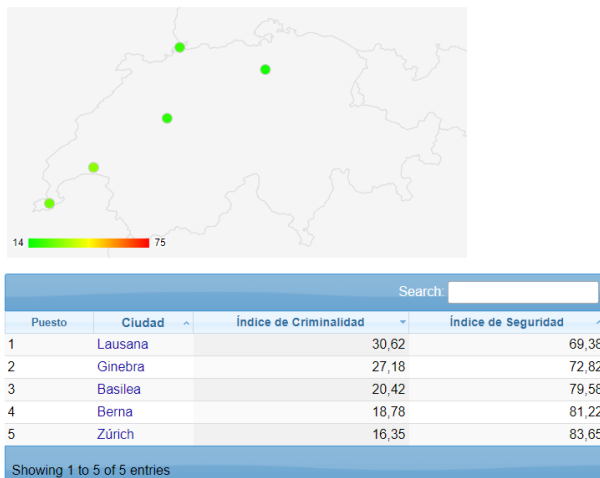 14 75
Search:
Puesto Ciudad Índice de Criminalidad Índice de Seguridad
1 Lausana 30,62 69,38
2 Ginebra 27,18 72,82
3 Basilea 20,42 79,58
4 Berna 18,78 81,22
5 Zúrich 16,35 83,65
Showing 1 to 5 of 5 entries